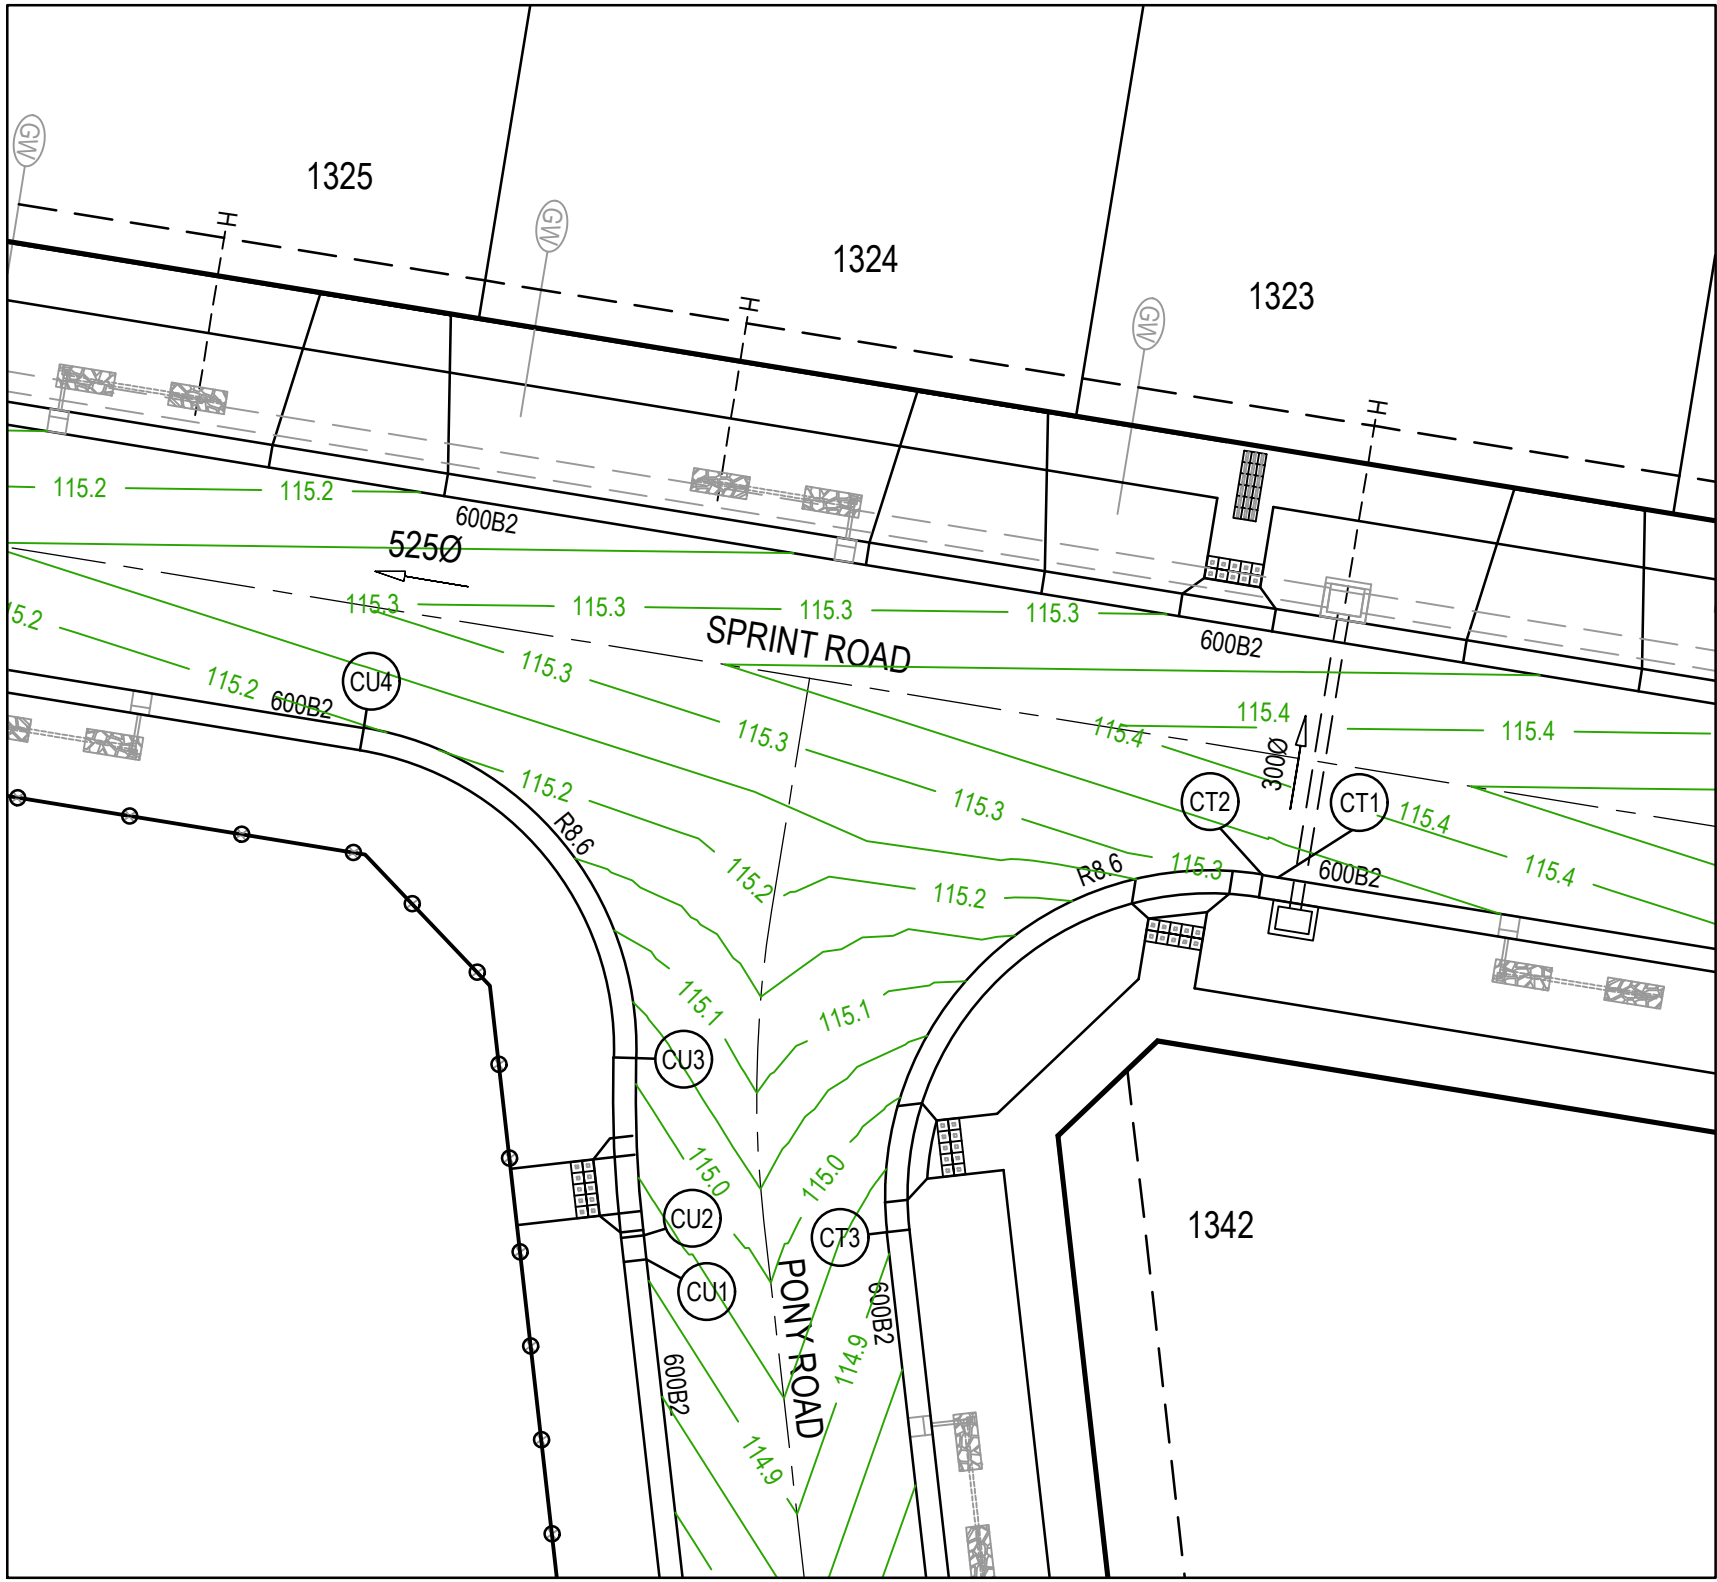 GW
1325
H
GW
1324
H
1323
GW
H
115.2
115.2
600B2
525Ø
115.3
115.3
115.3
115.3
SPRINT ROAD
600B2
15.2
115.2
600B2
CU4
115.3
115.3
115.4
115.4
115.4
300Ø
CT2
CT1
115.4
115.4
115.2
115.3
R8.6
115.2
115.2
R8.6
115.3
600B2
115.1
115.1
CU3
115.0
115.0
CU2
CT3
1342
CU1
PONY ROAD
600B2
114.9
600B2
114.9